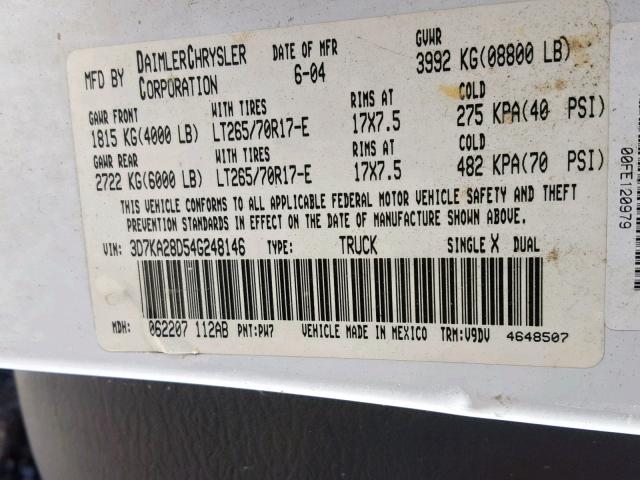 MFD BY DAIMLERCHRYSLER CORPORATION DATE OF MFR 6-04 GVWR 3992 KG(08800 LB)
GAWR FRONT WITH TIRES RIMS AT COLD
1815 KG(4000 LB) LT265/70R17-E 17X7.5 275 KPA(40 PSI)
GAWR REAR WITH TIRES RIMS AT COLD
2722 KG(6000 LB) LT265/70R17-E 17X7.5 482 KPA(70 PSI)
THIS VEHICLE CONFORMS TO ALL APPLICABLE FEDERAL MOTOR VEHICLE SAFETY AND THEFT
PREVENTION STANDARDS IN EFFECT ON THE DATE OF MANUFACTURE SHOWN ABOVE.
VIN: 3D7KA28D54G248146 TYPE: TRUCK SINGLE X DUAL
MDH: 062207 112AB PNT:PW7 VEHICLE MADE IN MEXICO TRM:V9DV 4648507
00FE120979